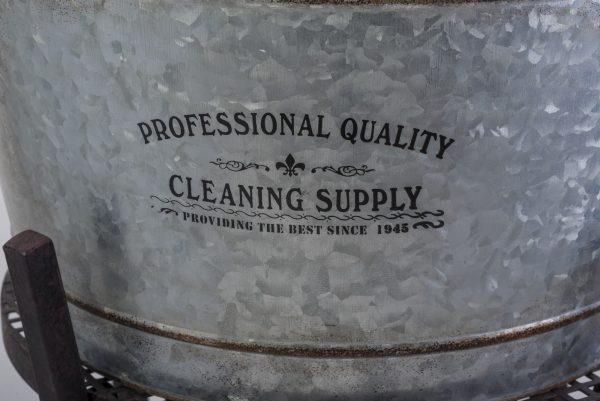 PROFESSIONAL QUALITY
CLEANING SUPPLY
PROVIDING THE BEST SINCE 1945